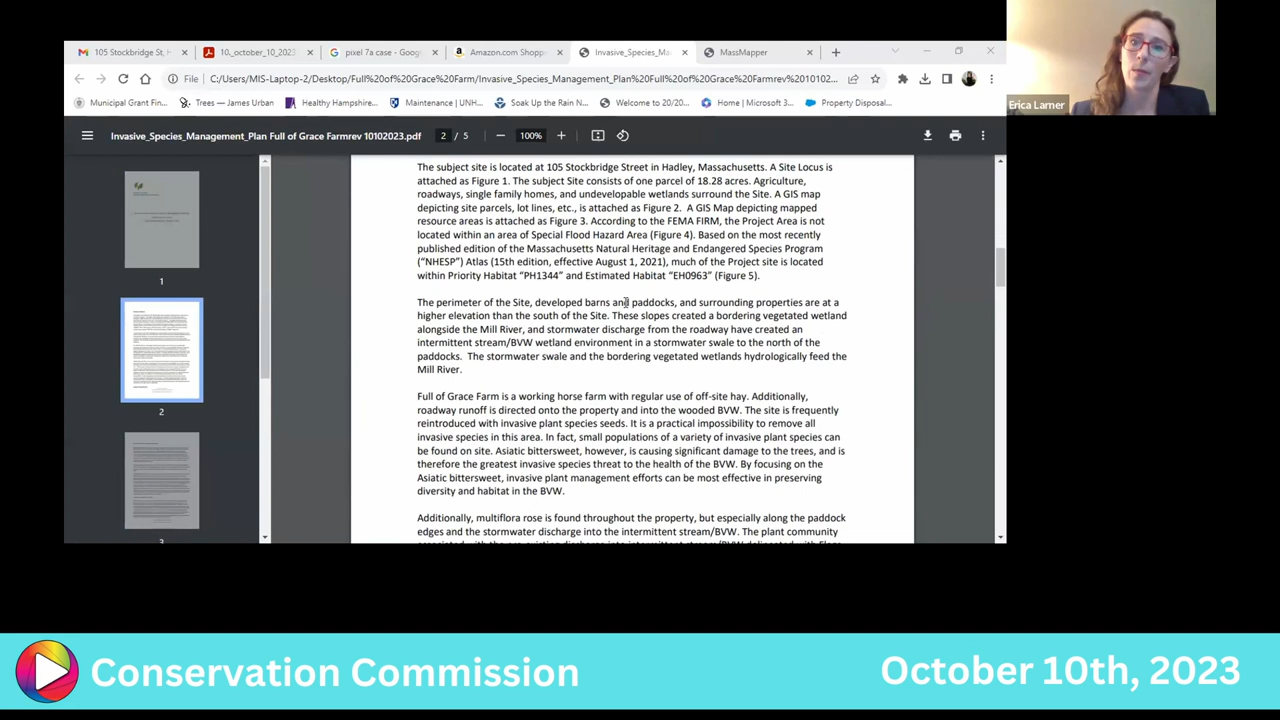 105 Stockbridge St, H
10._october_10_2023
pixel 7a case - Goog
Amazon.com Shopp
Invasive_Species_Ma
MassMapper
File
C:/Users/MIS-Laptop-2/Desktop/Full%20of%20Grace%20Farm/Invasive_Species_Management_Plan%20Full%20of%20Grace%20Farmrev%2010102...
Municipal Grant Fin...
Trees — James Urban
Healthy Hampshire...
Maintenance | UNH...
Soak Up the Rain N...
Welcome to 20/20...
Home | Microsoft 3...
Property Disposal...
Invasive_Species_Management_Plan Full of Grace Farmrev 10102023.pdf
2 / 5
100%
1
2
3
The subject site is located at 105 Stockbridge Street in Hadley, Massachusetts. A Site Locus is
attached as Figure 1. The subject Site consists of one parcel of 18.28 acres. Agriculture,
roadways, single family homes, and undevelopable wetlands surround the Site. A GIS map
depicting site parcels, lot lines, etc., is attached as Figure 2. A GIS Map depicting mapped
resource areas is attached as Figure 3. According to the FEMA FIRM, the Project Area is not
located within an area of Special Flood Hazard Area (Figure 4). Based on the most recently
published edition of the Massachusetts Natural Heritage and Endangered Species Program
(“NHESP”) Atlas (15th edition, effective August 1, 2021), much of the Project site is located
within Priority Habitat “PH1344” and Estimated Habitat “EH0963” (Figure 5).
The perimeter of the Site, developed barns and paddocks, and surrounding properties are at a
higher elevation than the south of the Site. These slopes created a bordering vegetated wetland
alongside the Mill River, and stormwater discharge from the roadway have created an
intermittent stream/BVW wetland environment in a stormwater swale to the north of the
paddocks. The stormwater swale and the bordering vegetated wetlands hydrologically feed the
Mill River.
Full of Grace Farm is a working horse farm with regular use of off-site hay. Additionally,
roadway runoff is directed onto the property and into the wooded BVW. The site is frequently
reintroduced with invasive plant species seeds. It is a practical impossibility to remove all
invasive species in this area. In fact, small populations of a variety of invasive plant species can
be found on site. Asiatic bittersweet, however, is causing significant damage to the trees, and is
therefore the greatest invasive species threat to the health of the BVW. By focusing on the
Asiatic bittersweet, invasive plant management efforts can be most effective in preserving
diversity and habitat in the BVW.
Additionally, multiflora rose is found throughout the property, but especially along the paddock
edges and the stormwater discharge into the intermittent stream/BVW. The plant community
Erica Larner
Conservation Commission
October 10th, 2023